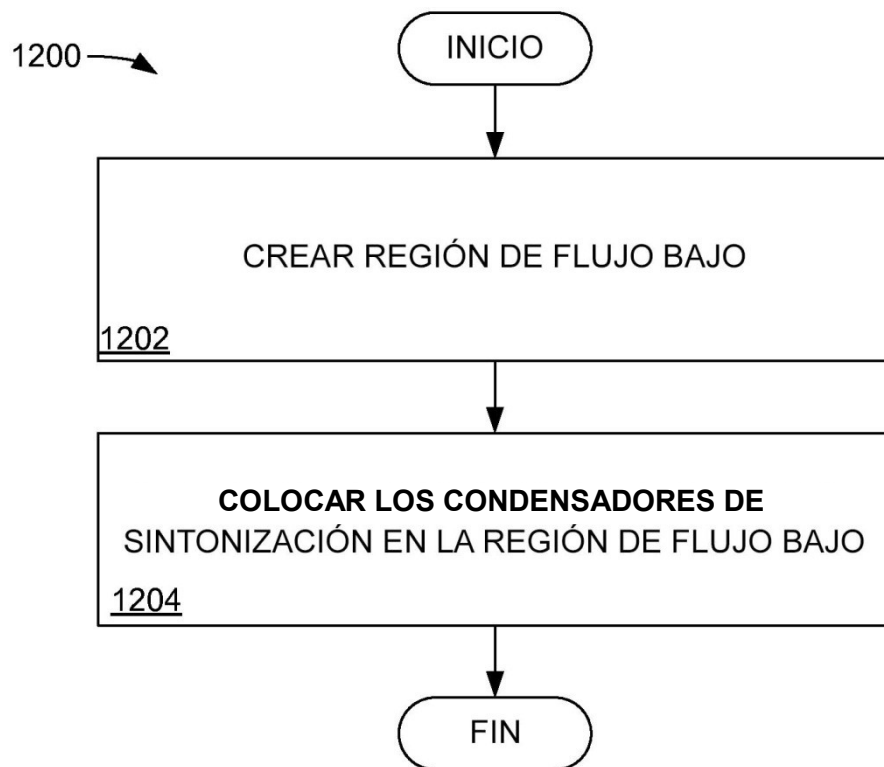 1200
INICIO
CREAR REGIÓN DE FLUJO BAJO
1202
COLOCAR LOS CONDENSADORES DE
SINTONIZACIÓN EN LA REGIÓN DE FLUJO BAJO
1204
FIN